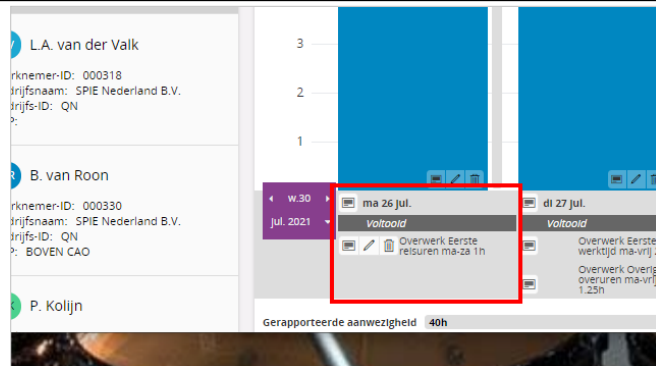 L.A. van der Valk
rknemer-ID: 000318
drijfsnaam: SPIE Nederland B.V.
drijfs-ID: QN
P:
B. van Roon
rknemer-ID: 000330
drijfsnaam: SPIE Nederland B.V.
drijfs-ID: QN
P: BOVEN CAO
P. Kolijn
3
2
1
w.30
jul. 2021
ma 26 jul.
Voltooid
Overwerk Eerste
reisuren ma-za 1h
di 27 jul.
Voltooid
Overwerk Eerste
werktijd ma-vrij
Overwerk Overig
overuren ma-vrij
1.25h
Gerapporteerde aanwezigheid 40h